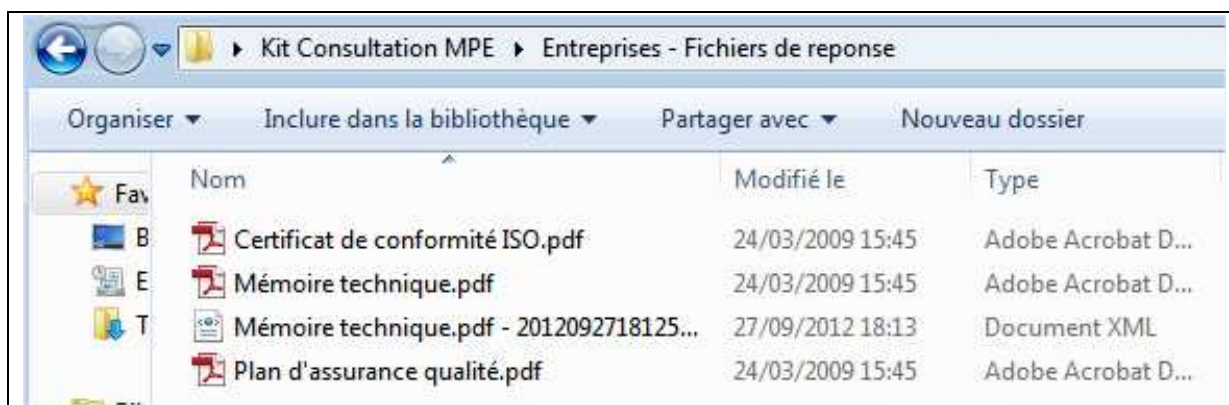 Kit Consultation MPE Entreprises - Fichiers de reponse
Organiser Inclure dans la bibliothèque Partager avec Nouveau dossier
Nom Modifié le Type
Fav
B Certificat de conformité ISO.pdf 24/03/2009 15:45 Adobe Acrobat D...
E Mémoire technique.pdf 24/03/2009 15:45 Adobe Acrobat D...
T Mémoire technique.pdf - 2012092718125... 27/09/2012 18:13 Document XML
Plan d'assurance qualité.pdf 24/03/2009 15:45 Adobe Acrobat D...